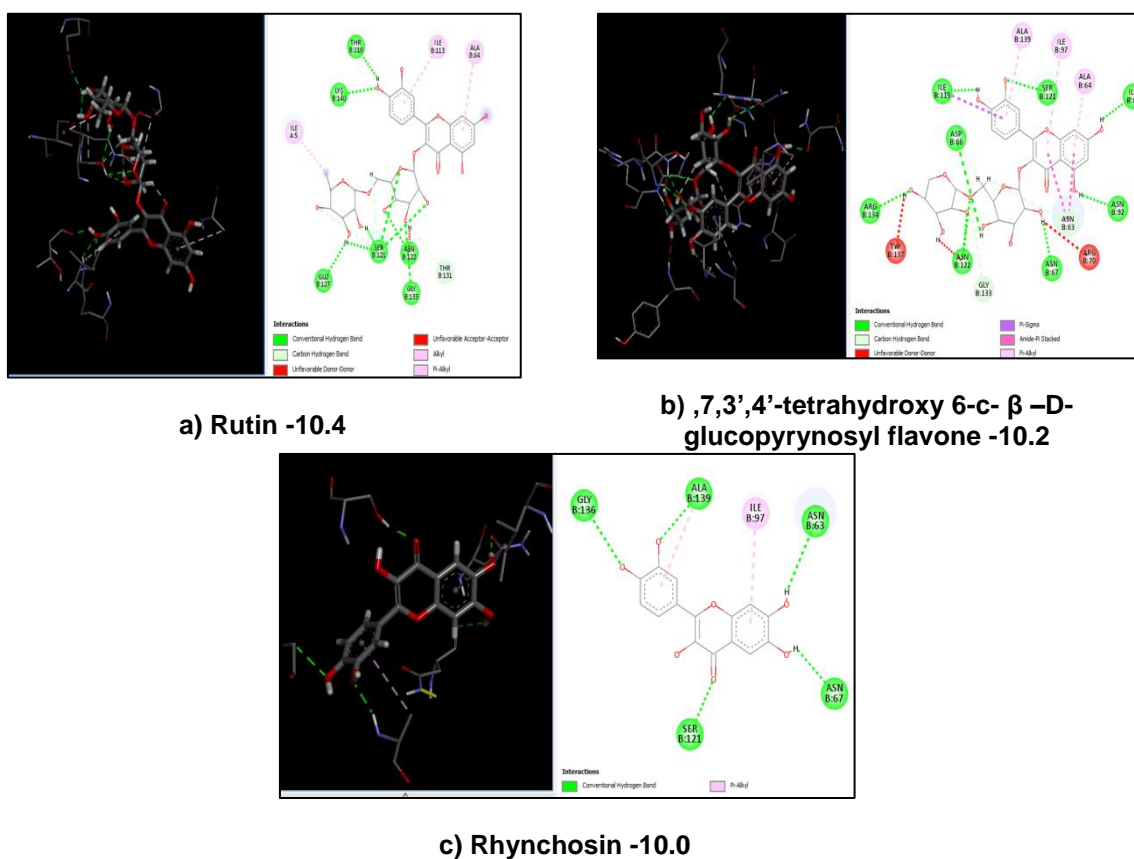 THR
B:119
ILE
B:113
ALA
B:64
LYS
B:140
ILE
A:5
SER
B:121
ASN
B:122
GLU
B:127
GLY
B:133
THR
B:131
Interactions
Conventional Hydrogen Bond
Carbon Hydrogen Bond
Unfavorable Donor-Donor
Unfavorable Acceptor-Acceptor
Alkyl
Pi-Alkyl
a) Rutin -10.4
ALA
B:139
ILE
B:97
ILE
B:113
SER
B:121
ALA
B:64
ASP
B:66
ARG
B:134
TYR
B:137
ASN
B:122
GLY
B:133
ASN
B:67
ASN
B:63
ARG
B:70
ASN
B:92
Interactions
Conventional Hydrogen Bond
Carbon Hydrogen Bond
Unfavorable Donor-Donor
Pi-Sigma
Amide-Pi Stacked
Pi-Alkyl
b) ,7,3’,4’-tetrahydroxy 6-c- β –D-
glucopyrynosyl flavone -10.2
GLY
B:136
ALA
B:139
ILE
B:97
ASN
B:63
ASN
B:67
SER
B:121
Interactions
Conventional Hydrogen Bond
Pi-Alkyl
c) Rhynchosin -10.0